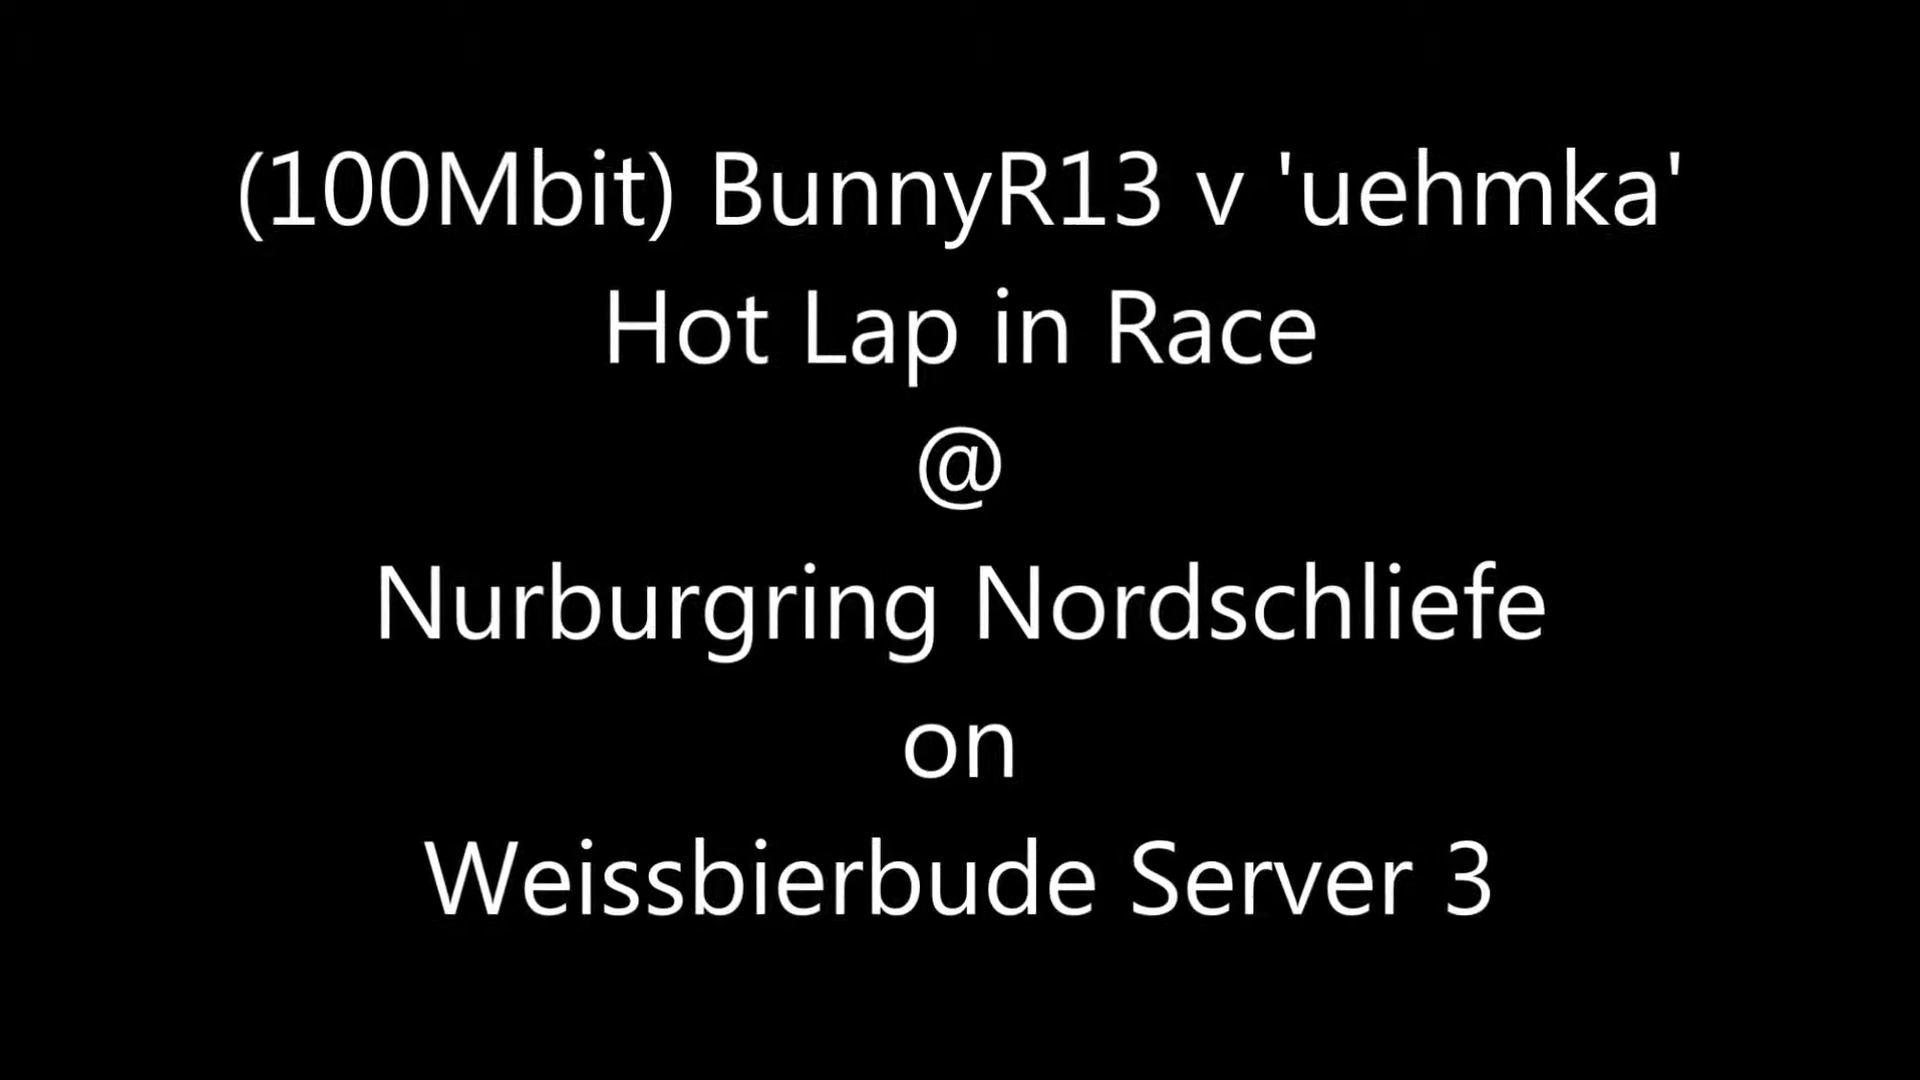 (100Mbit) BunnyR13 v 'uehmka'
Hot Lap in Race
@
Nurburgring Nordschliefe
on
Weissbierbude Server 3